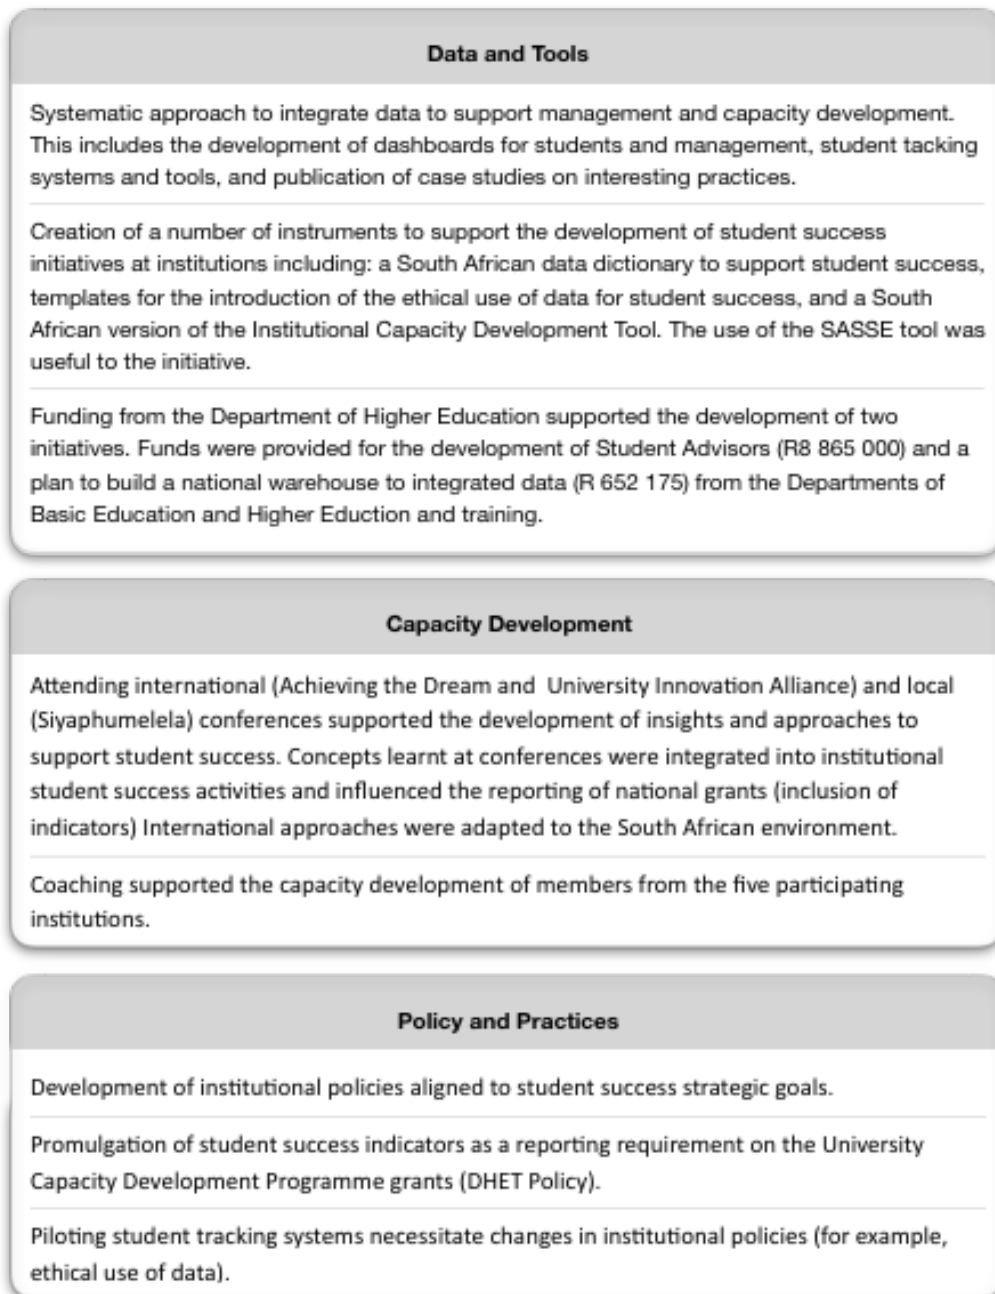 Data and Tools
Systematic approach to integrate data to support management and capacity development.
This includes the development of dashboards for students and management, student tacking
systems and tools, and publication of case studies on interesting practices.
Creation of a number of instruments to support the development of student success
initiatives at institutions including: a South African data dictionary to support student success,
templates for the introduction of the ethical use of data for student success, and a South
African version of the Institutional Capacity Development Tool. The use of the SASSE tool was
useful to the initiative.
Funding from the Department of Higher Education supported the development of two
initiatives. Funds were provided for the development of Student Advisors (R8 865 000) and a
plan to build a national warehouse to integrated data (R 652 175) from the Departments of
Basic Education and Higher Eduction and training.
Capacity Development
Attending international (Achieving the Dream and  University Innovation Alliance) and local
(Siyaphumelela) conferences supported the development of insights and approaches to
support student success. Concepts learnt at conferences were integrated into institutional
student success activities and influenced the reporting of national grants (inclusion of
indicators) International approaches were adapted to the South African environment.
Coaching supported the capacity development of members from the five participating
institutions.
Policy and Practices
Development of institutional policies aligned to student success strategic goals.
Promulgation of student success indicators as a reporting requirement on the University
Capacity Development Programme grants (DHET Policy).
Piloting student tracking systems necessitate changes in institutional policies (for example,
ethical use of data).